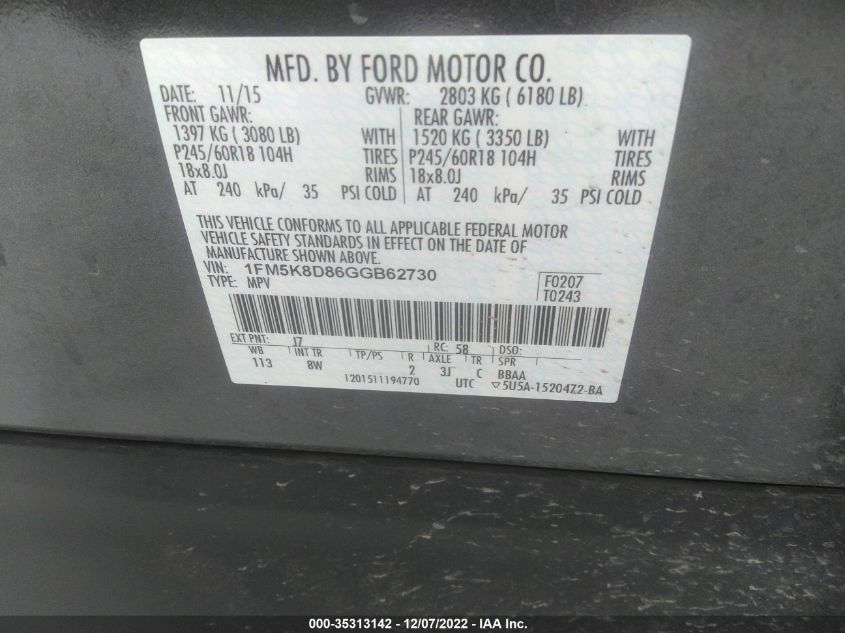 MFD. BY FORD MOTOR CO.
DATE: 11/15 GVWR: 2803 KG ( 6180 LB)
FRONT GAWR: REAR GAWR:
1397 KG ( 3080 LB) WITH 1520 KG ( 3350 LB) WITH
P245/60R18 104H TIRES P245/60R18 104H TIRES
18x8.0J RIMS 18x8.0J RIMS
AT 240 kPa/ 35 PSI COLD AT 240 kPa/ 35 PSI COLD
THIS VEHICLE CONFORMS TO ALL APPLICABLE FEDERAL MOTOR
VEHICLE SAFETY STANDARDS IN EFFECT ON THE DATE OF
MANUFACTURE SHOWN ABOVE.
VIN: 1FM5K8D86GGB62730 F0207
TYPE: MPV T0243
EXT PNT: J7 RC: 58 DSO:
WB INT TR TP/PS R AXLE TR SPR
113 8W 2 3J C BBAA
1201511194770 UTC ▽5U5A-1520472-BA
000-35313142 - 12/07/2022 - IAA Inc.